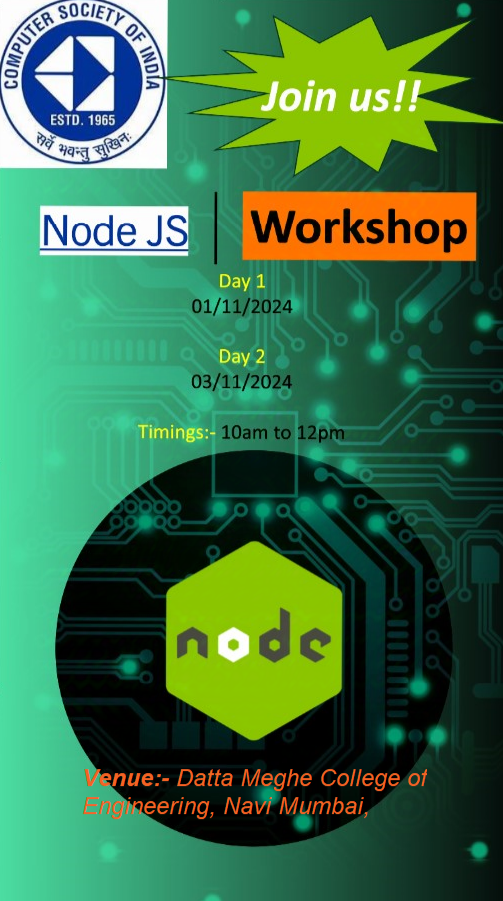 COMPUTER SOCIETY OF INDIA
ESTD. 1965
सर्वे भवन्तु सुखिनः
Join us!!
Node JS
Workshop
Day 1
01/11/2024
Day 2
03/11/2024
Timings:- 10am to 12pm
node
Venue:- Datta Meghe College of
Engineering, Navi Mumbai,